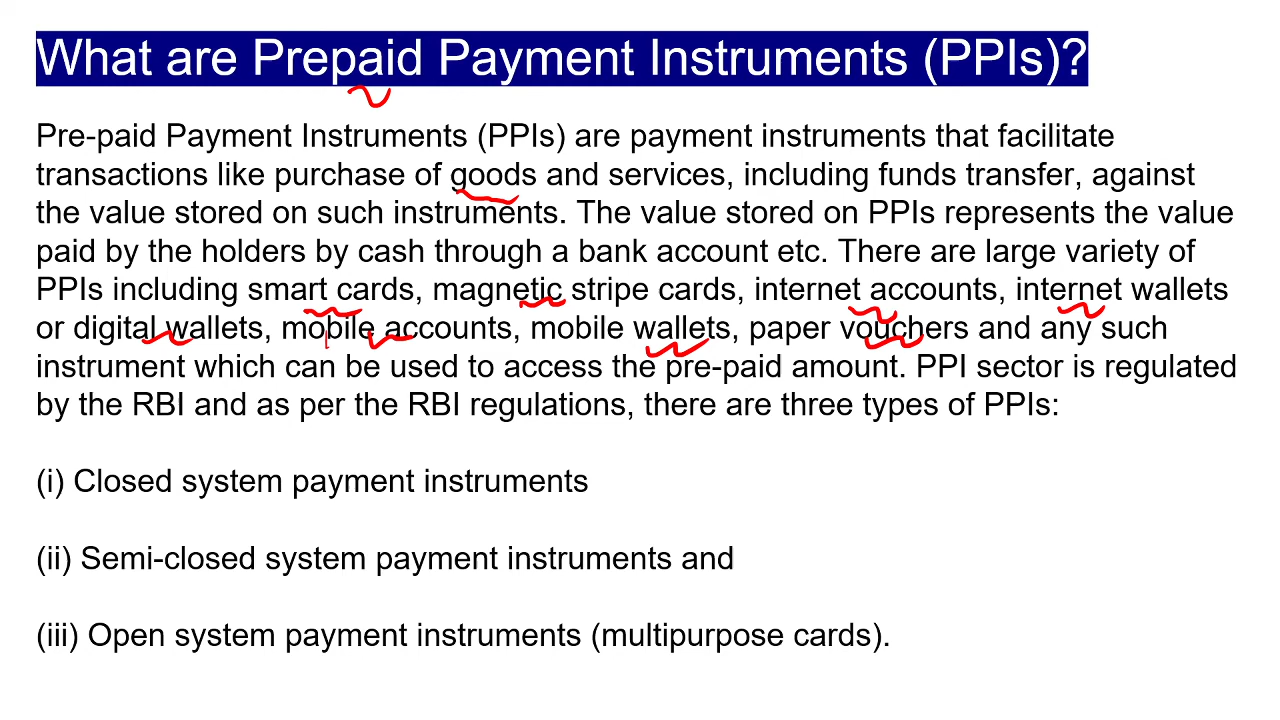 What are Prepaid Payment Instruments (PPIs)?
Pre-paid Payment Instruments (PPIs) are payment instruments that facilitate
transactions like purchase of goods and services, including funds transfer, against
the value stored on such instruments. The value stored on PPIs represents the value
paid by the holders by cash through a bank account etc. There are large variety of
PPIs including smart cards, magnetic stripe cards, internet accounts, internet wallets
or digital wallets, mobile accounts, mobile wallets, paper vouchers and any such
instrument which can be used to access the pre-paid amount. PPI sector is regulated
by the RBI and as per the RBI regulations, there are three types of PPIs:
(i) Closed system payment instruments
(ii) Semi-closed system payment instruments and
(iii) Open system payment instruments (multipurpose cards).